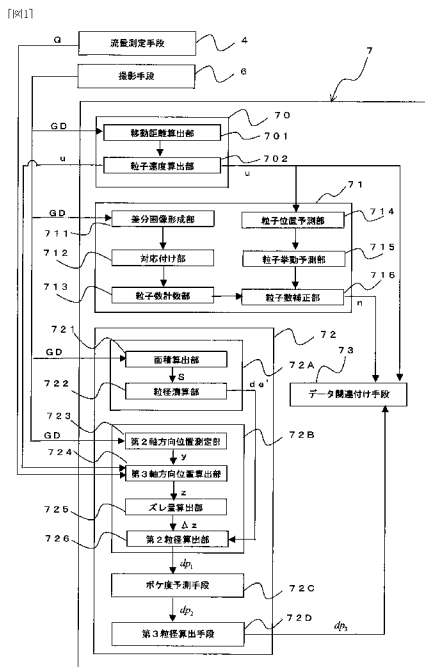 【図1】
Q
流量測定手段
4
撮影手段
6
7
70
GD
移動距離算出部
701
u
粒子速度算出部
702
u
71
GD
差分画像形成部
711
粒子位置予測部
714
712
対応付け部
粒子挙動予測部
715
713
粒子数計数部
粒子数補正部
716
n
72
721
GD
面積算出部
72A
S
722
粒径演算部
de'
73
データ関連付け手段
723
GD
第2軸方向位置測定部
72B
724
y
第3軸方向位置算出部
z
725
ズレ量算出部
Δz
726
第2粒径算出部
dp₁
ボケ度予測手段
72C
dp₂
72D
第3粒径算出手段
dp₃